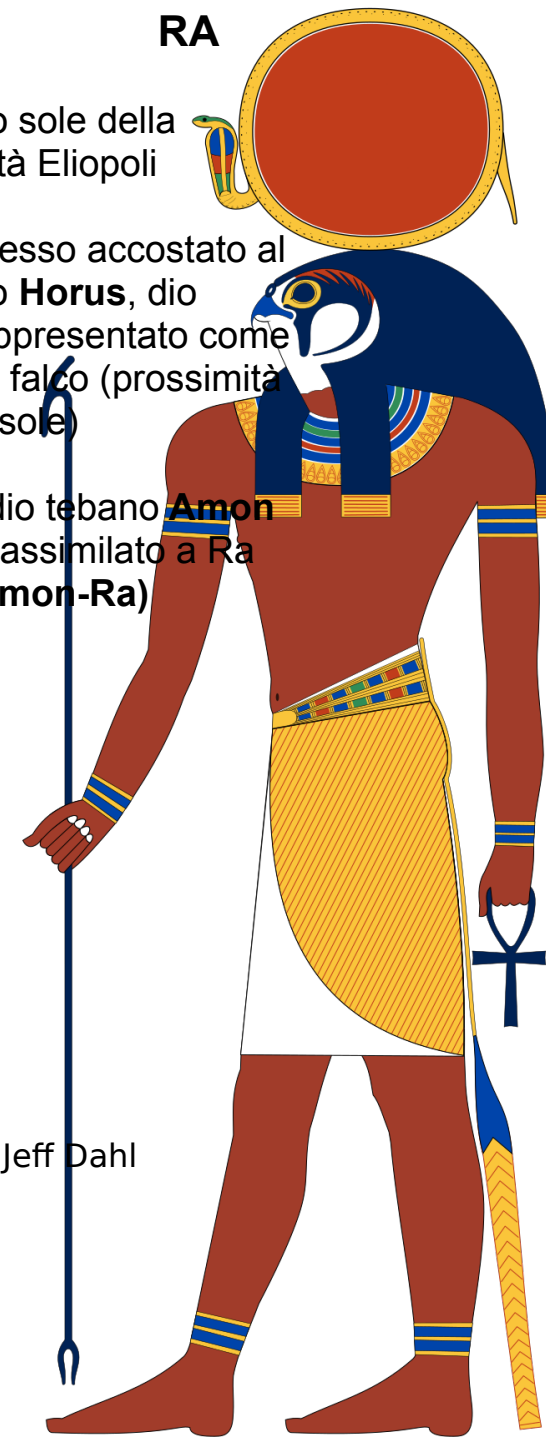 RA
o sole della
tà Eliopoli
esso accostato al
o Horus, dio
ppresentato come
falco (prossimità
sole)
dio tebano Amon
assimilato a Ra
mon-Ra)
Jeff Dahl